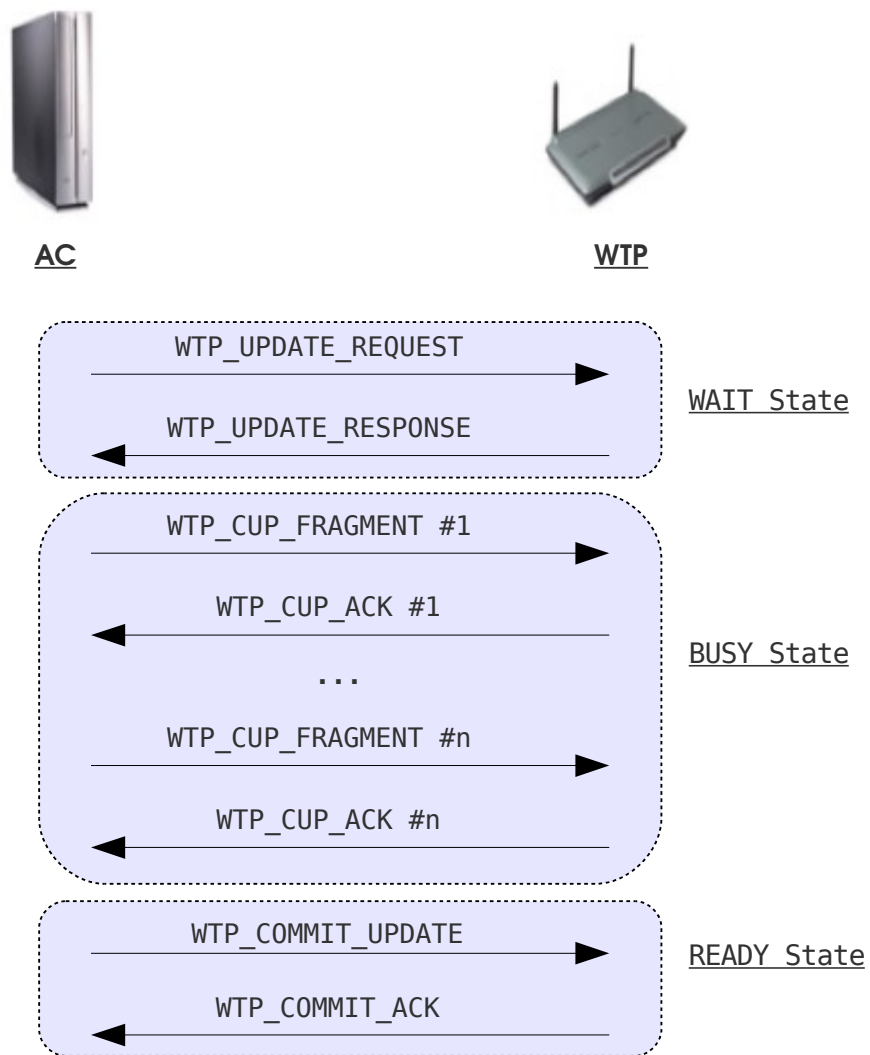 AC
WTP
WTP_UPDATE_REQUEST
WAIT State
WTP_UPDATE_RESPONSE
WTP_CUP_FRAGMENT #1
WTP_CUP_ACK #1
BUSY State
...
WTP_CUP_FRAGMENT #n
WTP_CUP_ACK #n
WTP_COMMIT_UPDATE
READY State
WTP_COMMIT_ACK